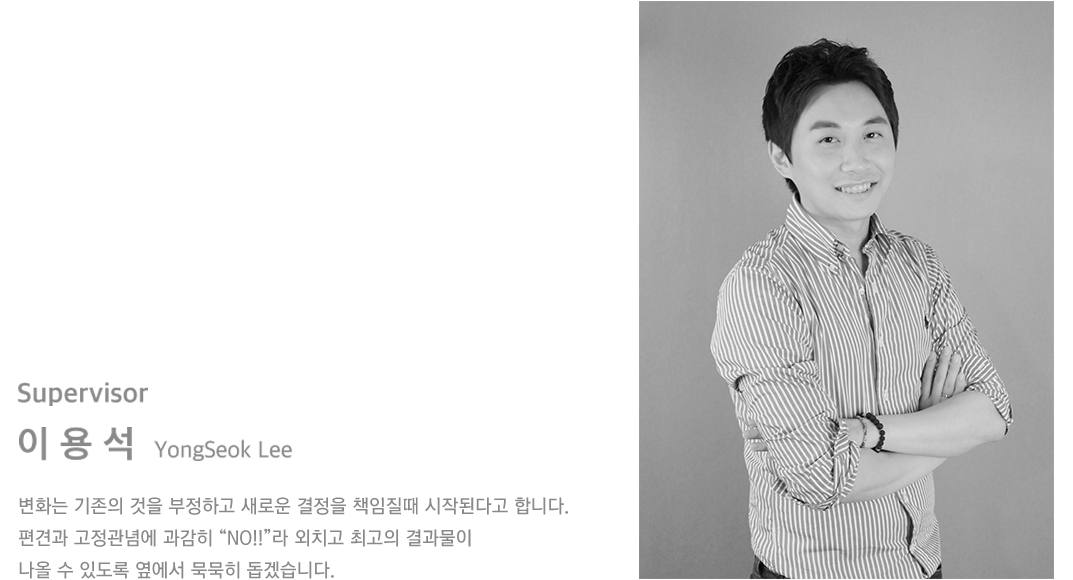 Supervisor
이 용 석 YongSeok Lee
변화는 기존의 것을 부정하고 새로운 결정을 책임질때 시작된다고 합니다.
편견과 고정관념에 과감히 “NO!!”라 외치고 최고의 결과물이
나올 수 있도록 옆에서 묵묵히 돕겠습니다.